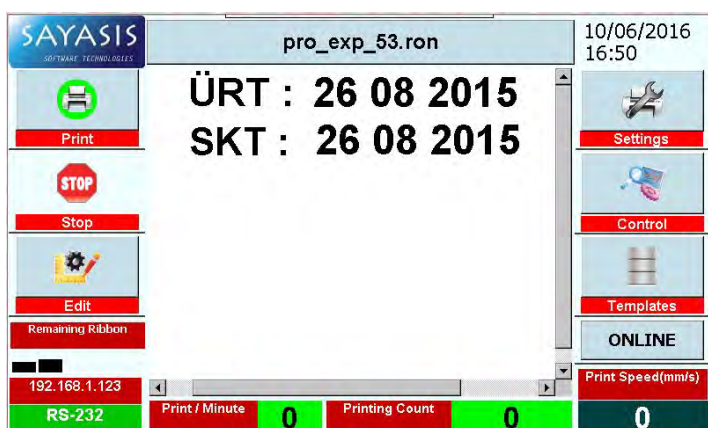 SAYASIS
SOFTWARE TECHNOLOGIES
pro_exp_53.ron
10/06/2016
16:50
Print
Stop
STOP
Edit
Remaining Ribbon
192.168.1.123
RS-232
ÜRT : 26 08 2015
SKT : 26 08 2015
Print / Minute
0
Printing Count
0
Settings
Control
Templates
ONLINE
Print Speed(mm/s)
0